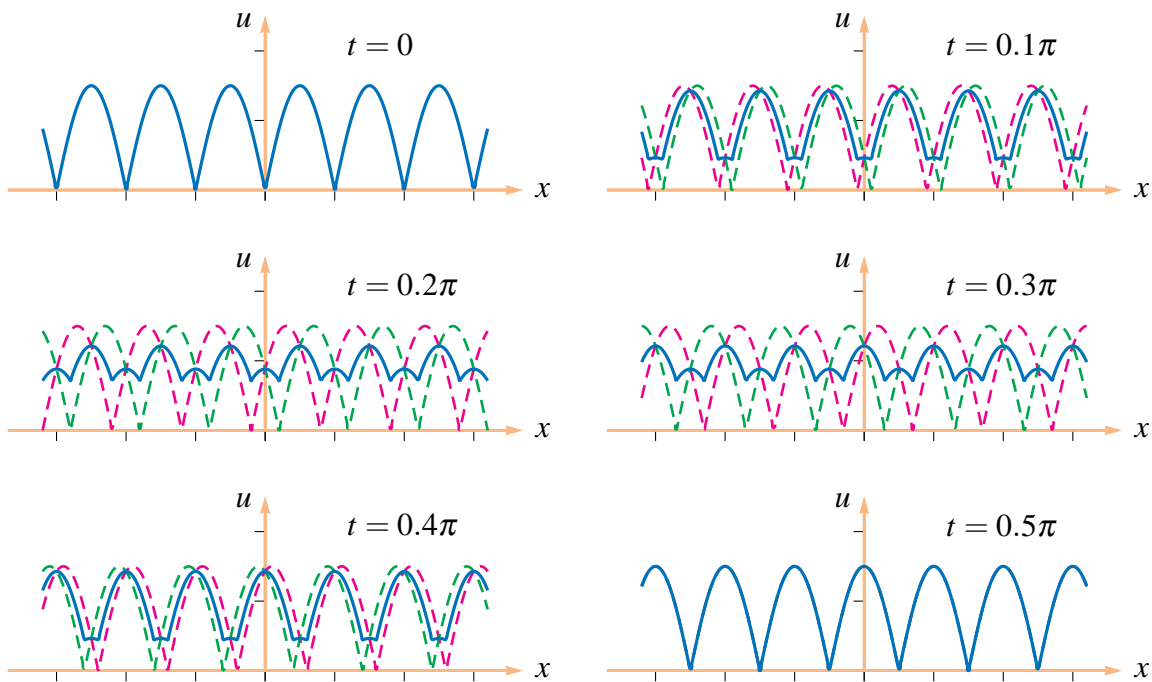 u
t = 0
x
u
t = 0.1π
x
u
t = 0.2π
x
u
t = 0.3π
x
u
t = 0.4π
x
u
t = 0.5π
x